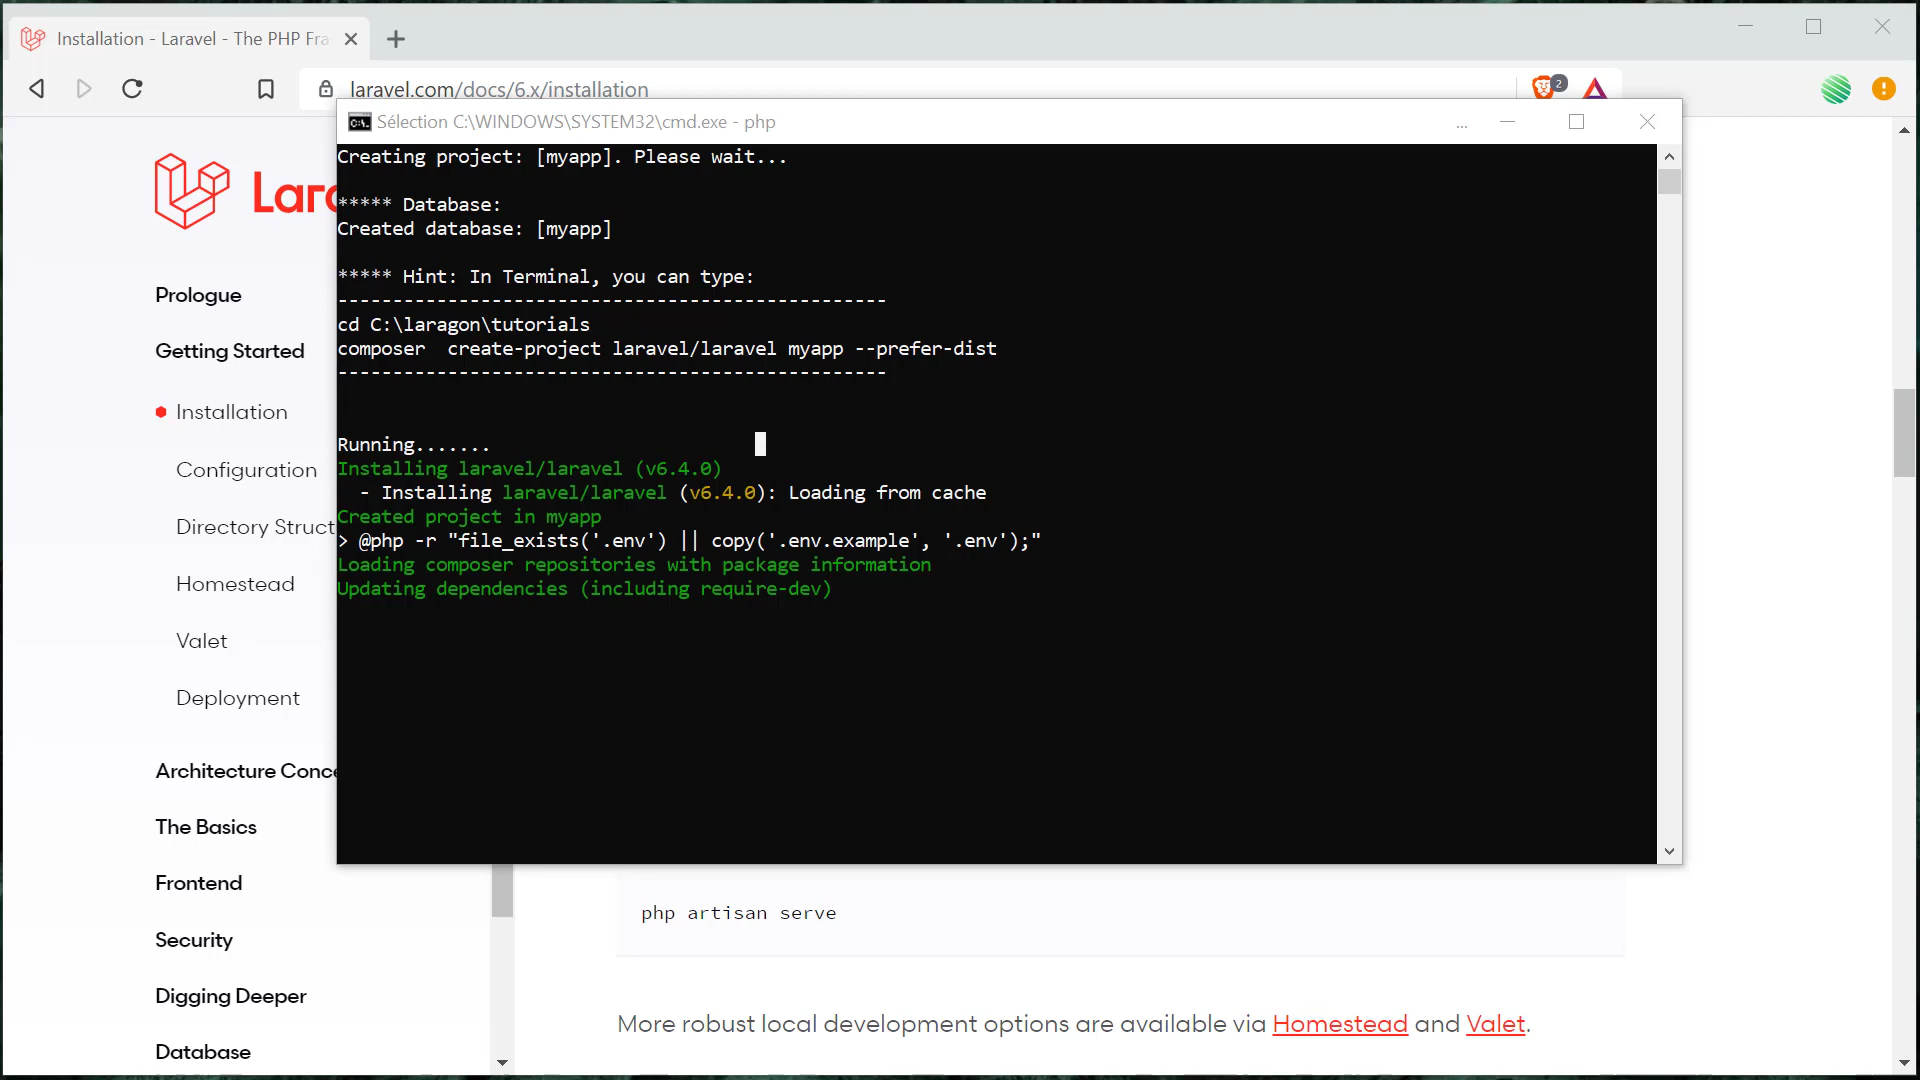 Installation - Laravel - The PHP Fra
laravel.com/docs/6.x/installation
2
Sélection C:\WINDOWS\SYSTEM32\cmd.exe - php
...
Creating project: [myapp]. Please wait...
***** Database:
Created database: [myapp]
***** Hint: In Terminal, you can type:
--------------------------------------------------
cd C:\laragon\tutorials
composer  create-project laravel/laravel myapp --prefer-dist
--------------------------------------------------
Running.......
Installing laravel/laravel (v6.4.0)
  - Installing laravel/laravel (v6.4.0): Loading from cache
Created project in myapp
> @php -r "file_exists('.env') || copy('.env.example', '.env');"
Loading composer repositories with package information
Updating dependencies (including require-dev)
Lara
Prologue
Getting Started
Installation
Configuration
Directory Struct
Homestead
Valet
Deployment
Architecture Conce
The Basics
Frontend
Security
Digging Deeper
Database
php artisan serve
More robust local development options are available via Homestead and Valet.